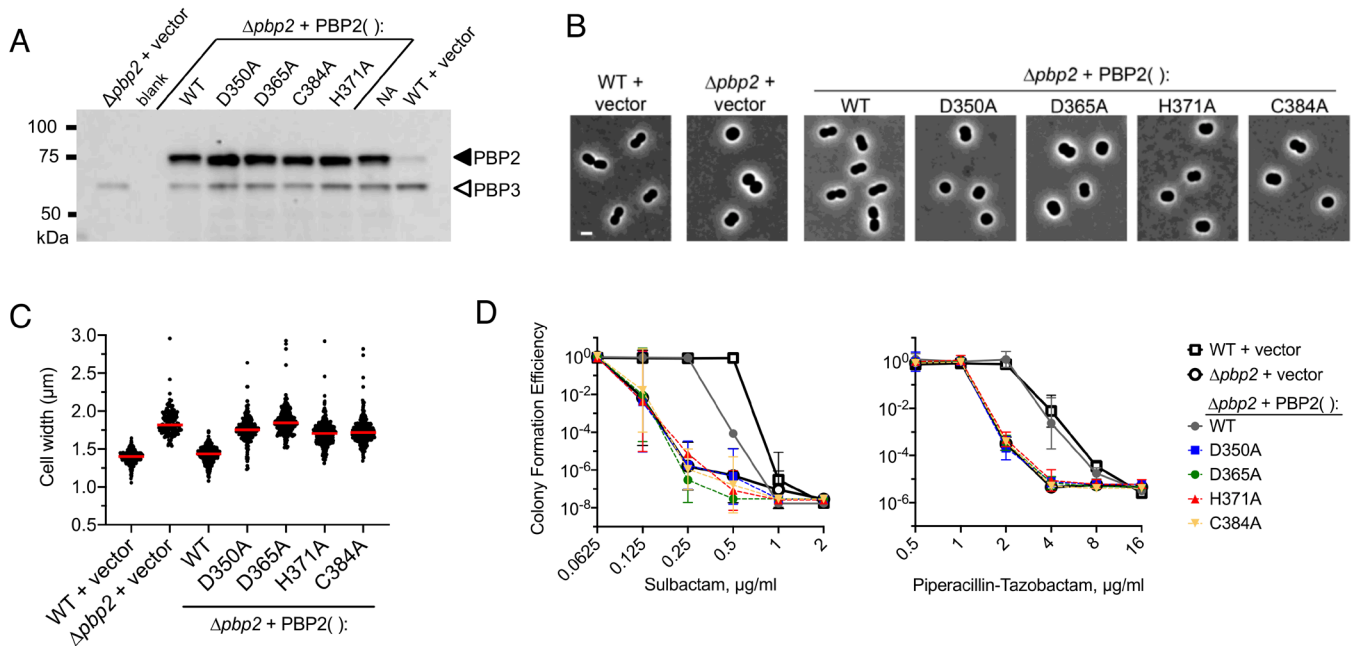 A
Δpbp2 + PBP2( ):
Δpbp2 + vector
blank
WT
D350A
D365A
C384A
H371A
NA
WT + vector
100
75
50
kDa
PBP2
PBP3
B
WT +
vector
Δpbp2 +
vector
Δpbp2 + PBP2( ):
WT
D350A
D365A
H371A
C384A
C
Cell width (μm)
3.0
2.5
2.0
1.5
1.0
0.5
WT + vector
Δpbp2 + vector
WT
D350A
D365A
H371A
C384A
Δpbp2 + PBP2( ):
D
Colony Formation Efficiency
10⁰
10⁻²
10⁻⁴
10⁻⁶
10⁻⁸
0.0625
0.125
0.25
0.5
1
2
Sulbactam, μg/ml
10⁰
10⁻²
10⁻⁴
10⁻⁶
0.5
1
2
4
8
16
Piperacillin-Tazobactam, μg/ml
WT + vector
Δpbp2 + vector
Δpbp2 + PBP2( ):
WT
D350A
D365A
H371A
C384A